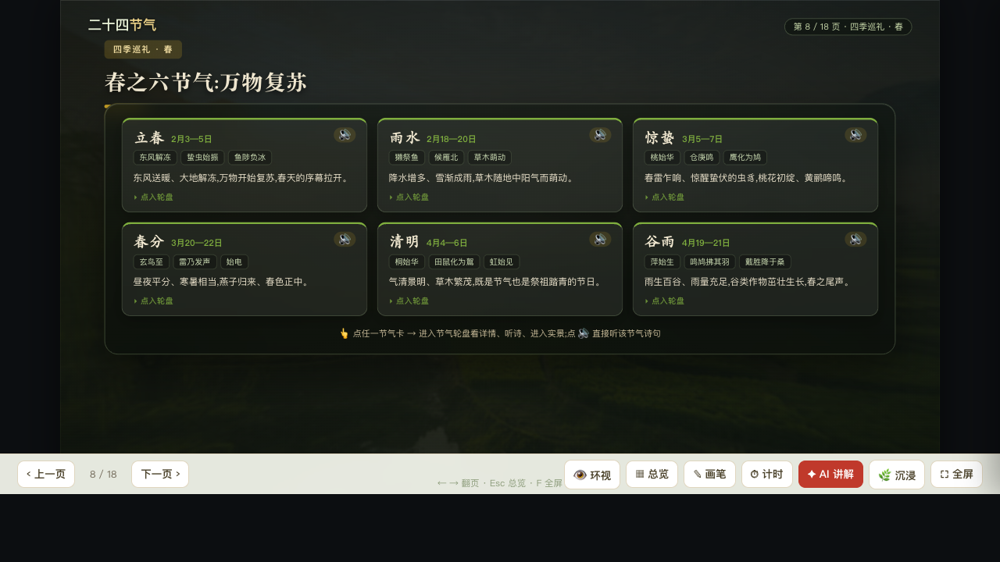 二十四节气
第 8 / 18 页 · 四季巡礼 · 春
四季巡礼 · 春
春之六节气:万物复苏
立春 2月3—5日
东风解冻 蛰虫始振 鱼陟负冰
东风送暖、大地解冻,万物开始复苏,春天的序幕拉开。
点入轮盘
雨水 2月18—20日
獭祭鱼 候雁北 草木萌动
降水增多、雪渐成雨,草木随地中阳气而萌动。
点入轮盘
惊蛰 3月5—7日
桃始华 仓庚鸣 鹰化为鸠
春雷乍响、惊醒蛰伏的虫豸,桃花初绽、黄鹂啼鸣。
点入轮盘
春分 3月20—22日
玄鸟至 雷乃发声 始电
昼夜平分、寒暑相当,燕子归来、春色正中。
点入轮盘
清明 4月4—6日
桐始华 田鼠化为鴽 虹始见
气清景明、草木繁茂,既是节气也是祭祖踏青的节日。
点入轮盘
谷雨 4月19—21日
萍始生 鸣鸠拂其羽 戴胜降于桑
雨生百谷、雨量充足,谷类作物茁壮生长,春之尾声。
点入轮盘
👆 点任一节气卡 → 进入节气轮盘看详情、听诗、进入实景;点 🔊 直接听该节气诗句
‹ 上一页 8 / 18 下一页 ›
← → 翻页 · Esc 总览 · F 全屏
👁 环视 ▦ 总览 ✎ 画笔 ⏱ 计时 ✦ AI 讲解 🌿 沉浸 ⛶ 全屏